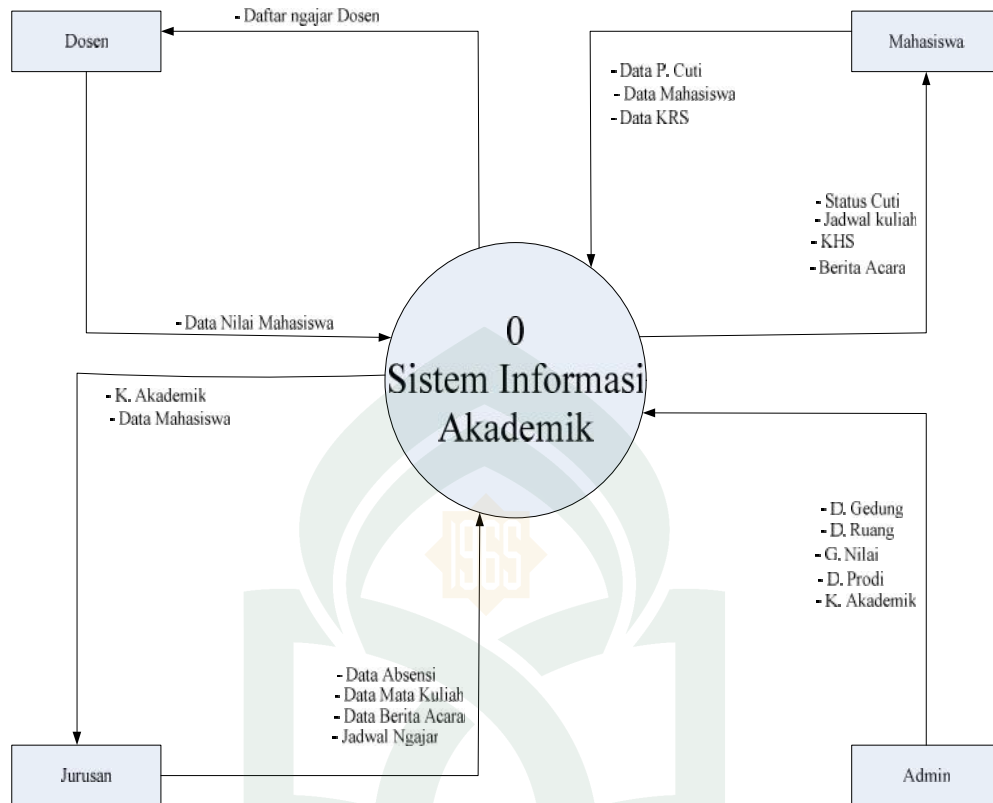 Dosen
- Daftar ngajar Dosen
Mahasiswa
- Data P. Cuti
- Data Mahasiswa
- Data KRS
- Status Cuti
- Jadwal kuliah
- KHS
- Berita Acara
- Data Nilai Mahasiswa
0
Sistem Informasi
Akademik
- K. Akademik
- Data Mahasiswa
- D. Gedung
- D. Ruang
- G. Nilai
- D. Prodi
- K. Akademik
1965
- Data Absensi
- Data Mata Kuliah
- Data Berita Acara
- Jadwal Ngajar
Jurusan
Admin